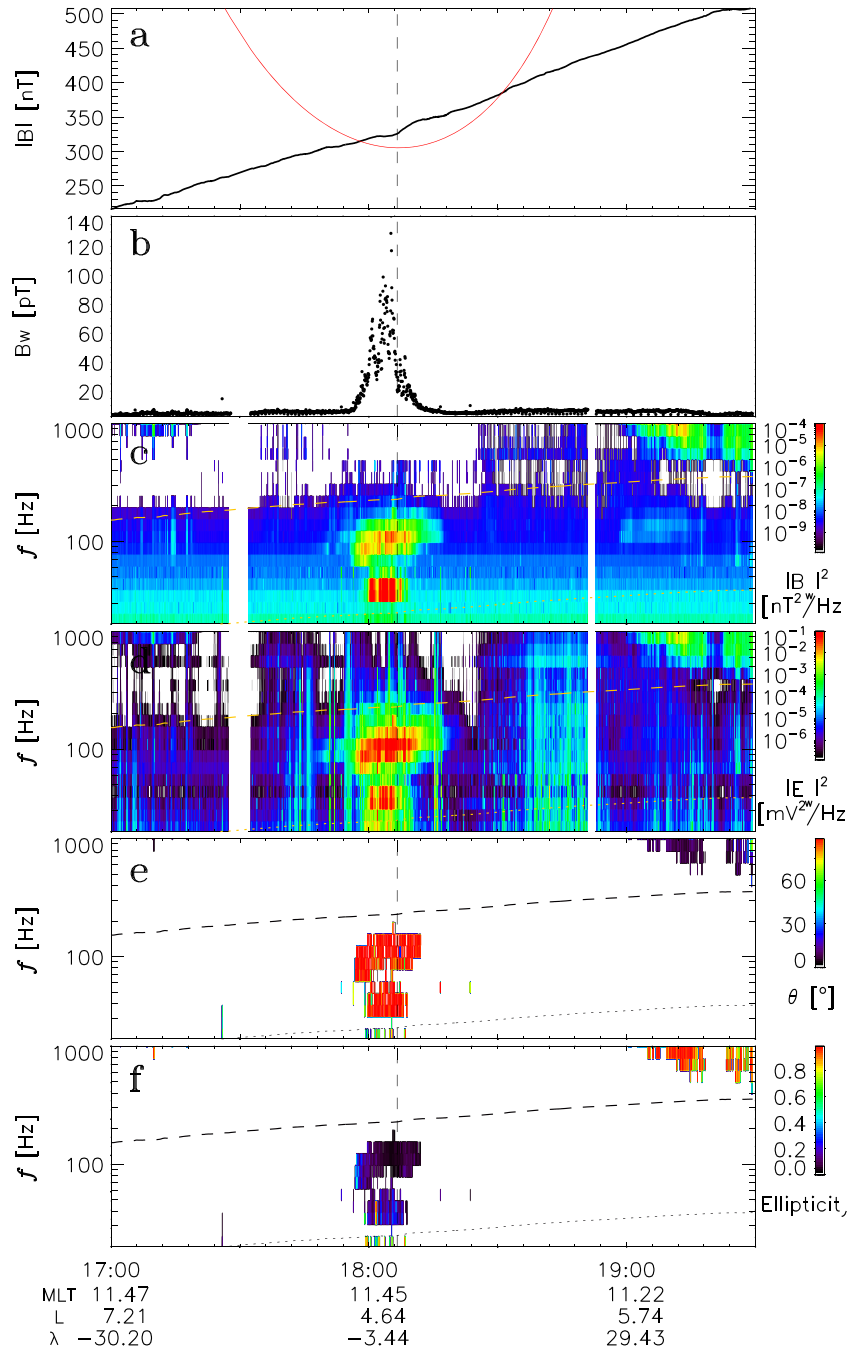 a
500
450
400
350
300
250
|B| [nT]
b
140
120
100
80
60
40
20
Bw [pT]
c
1000
100
f [Hz]
10⁻⁴
10⁻⁵
10⁻⁶
10⁻⁷
10⁻⁸
10⁻⁹
|B w|²
[nT²/Hz
d
1000
100
f [Hz]
10⁻¹
10⁻²
10⁻³
10⁻⁴
10⁻⁵
10⁻⁶
|E w|²
[mV²/Hz
e
1000
100
f [Hz]
60
30
0
θ [°]
f
1000
100
f [Hz]
0.8
0.6
0.4
0.2
0.0
Ellipticit
17:00 18:00 19:00
MLT 11.47 11.45 11.22
L 7.21 4.64 5.74
λ −30.20 −3.44 29.43